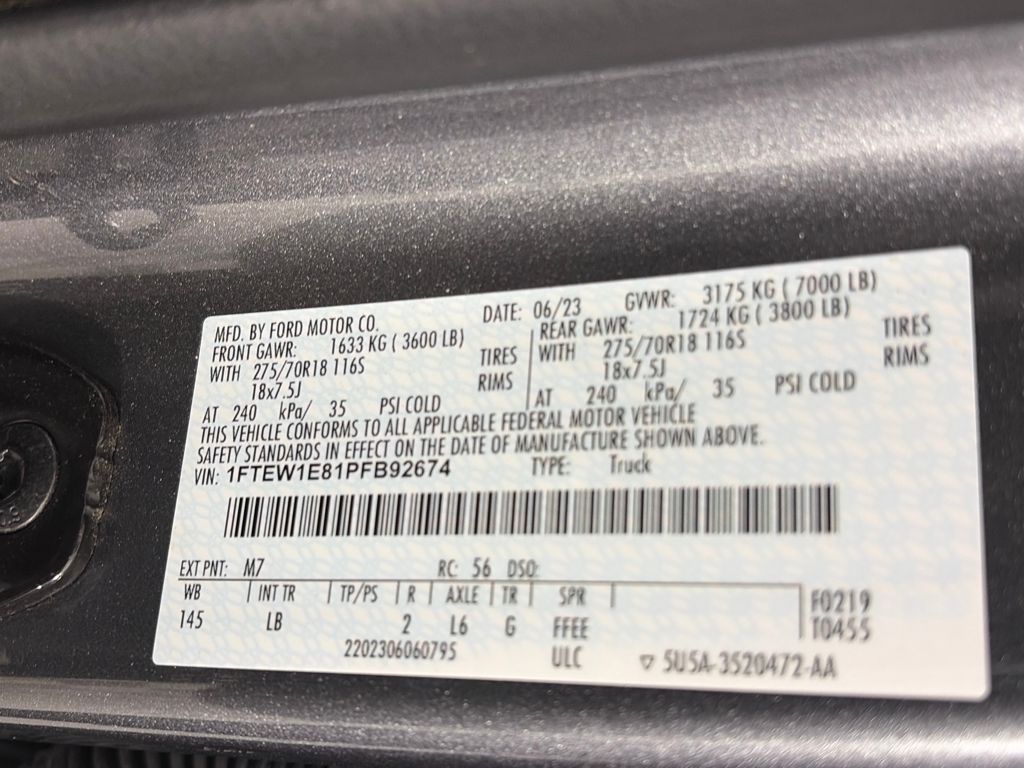 MFD. BY FORD MOTOR CO. DATE: 06/23 GVWR: 3175 KG ( 7000 LB)
FRONT GAWR: 1633 KG ( 3600 LB) REAR GAWR: 1724 KG ( 3800 LB)
WITH 275/70R18 116S TIRES WITH 275/70R18 116S TIRES
18x7.5J RIMS 18x7.5J RIMS
AT 240 kPa/ 35 PSI COLD AT 240 kPa/ 35 PSI COLD
THIS VEHICLE CONFORMS TO ALL APPLICABLE FEDERAL MOTOR VEHICLE
SAFETY STANDARDS IN EFFECT ON THE DATE OF MANUFACTURE SHOWN ABOVE.
VIN: 1FTEW1E81PFB92674 TYPE: Truck
EXT PNT: M7 RC: 56 DSO:
WB INT TR TP/PS R AXLE TR SPR F0219
145 LB 2 L6 G FFEE T0455
2202306060795 ULC ▽ 5U5A-3520472-AA